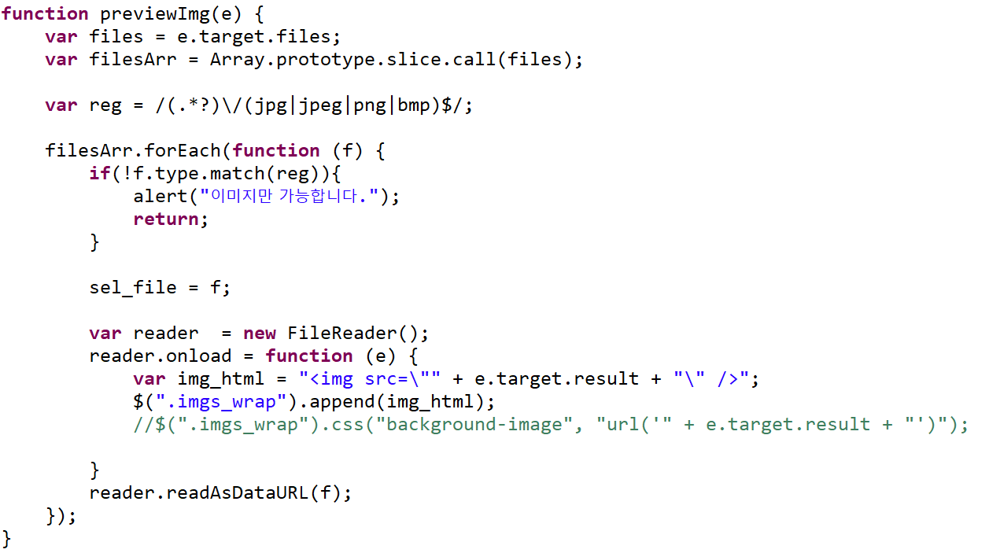 function previewImg(e) {
    var files = e.target.files;
    var filesArr = Array.prototype.slice.call(files);

    var reg = /(.*?)\/(jpg|jpeg|png|bmp)$/;

    filesArr.forEach(function (f) {
        if(!f.type.match(reg)){
            alert("이미지만 가능합니다.");
            return;
        }

        sel_file = f;

        var reader  = new FileReader();
        reader.onload = function (e) {
            var img_html = "<img src=\"" + e.target.result + "\" />";
            $(".imgs_wrap").append(img_html);
            //$(".imgs_wrap").css("background-image", "url('" + e.target.result + "')");

        }
        reader.readAsDataURL(f);
    });
}